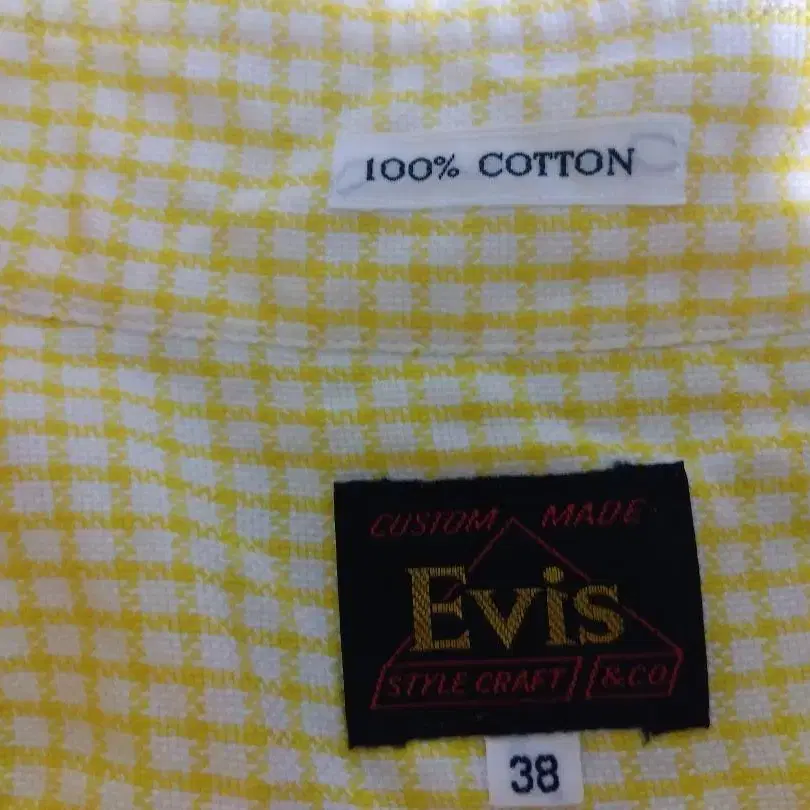 100% COTTON
CUSTOM MADE
Evis
STYLE CRAFT &CO
38